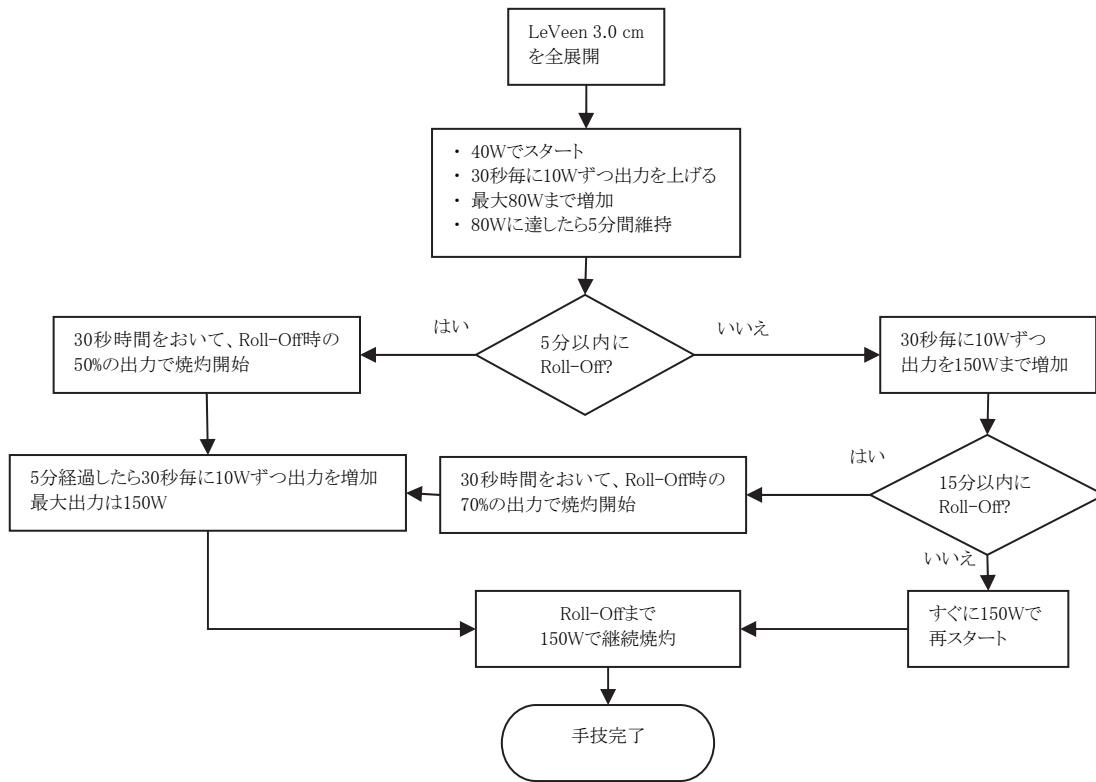 LeVeen 3.0 cm
を全展開
・ 40Wでスタート
・ 30秒毎に10Wずつ出力を上げる
・ 最大80Wまで増加
・ 80Wに達したら5分間維持
はい
いいえ
30秒時間をおいて、Roll-Off時の
50%の出力で焼灼開始
5分以内に
Roll-Off?
30秒毎に10Wずつ
出力を150Wまで増加
5分経過したら30秒毎に10Wずつ出力を増加
最大出力は150W
30秒時間をおいて、Roll-Off時の
70%の出力で焼灼開始
はい
15分以内に
Roll-Off?
いいえ
Roll-Offまで
150Wで継続焼灼
すぐに150Wで
再スタート
手技完了